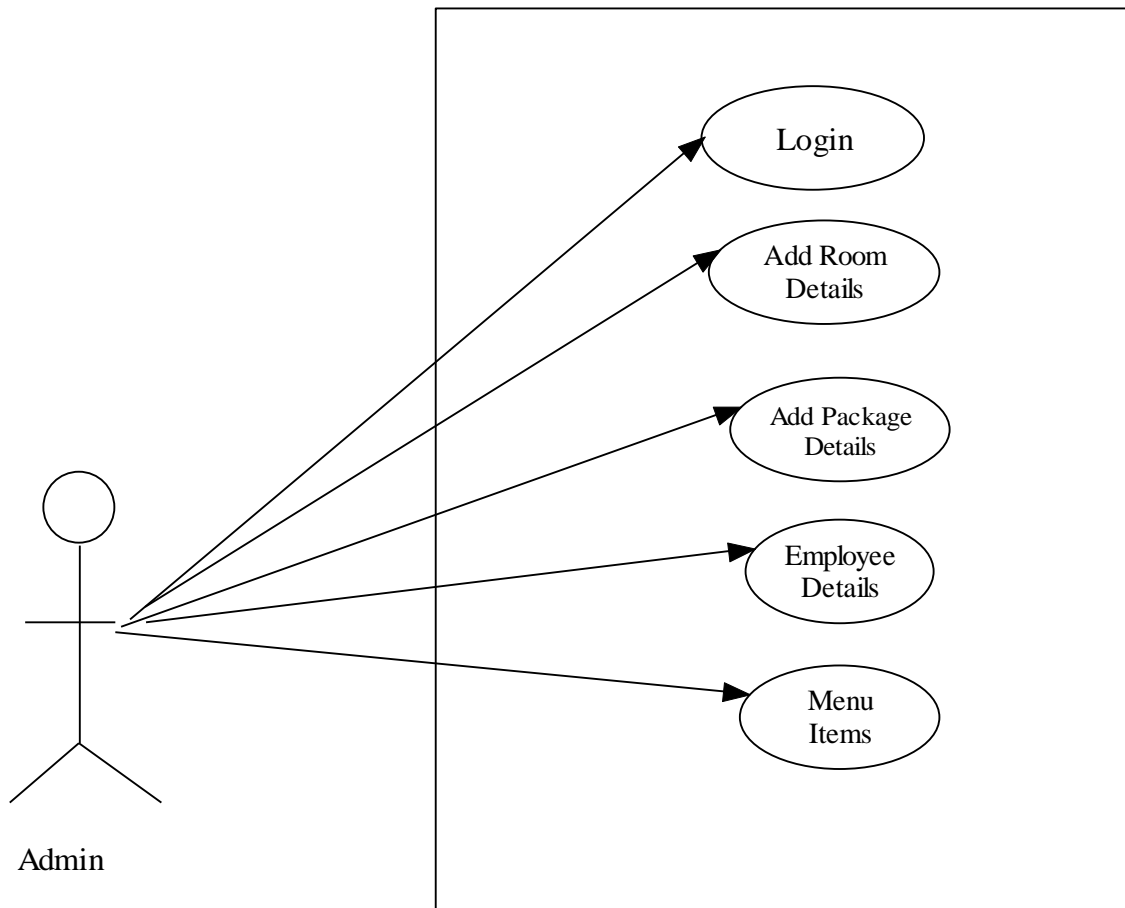 Login
Add Room
Details
Add Package
Details
Employee
Details
Menu
Items
Admin